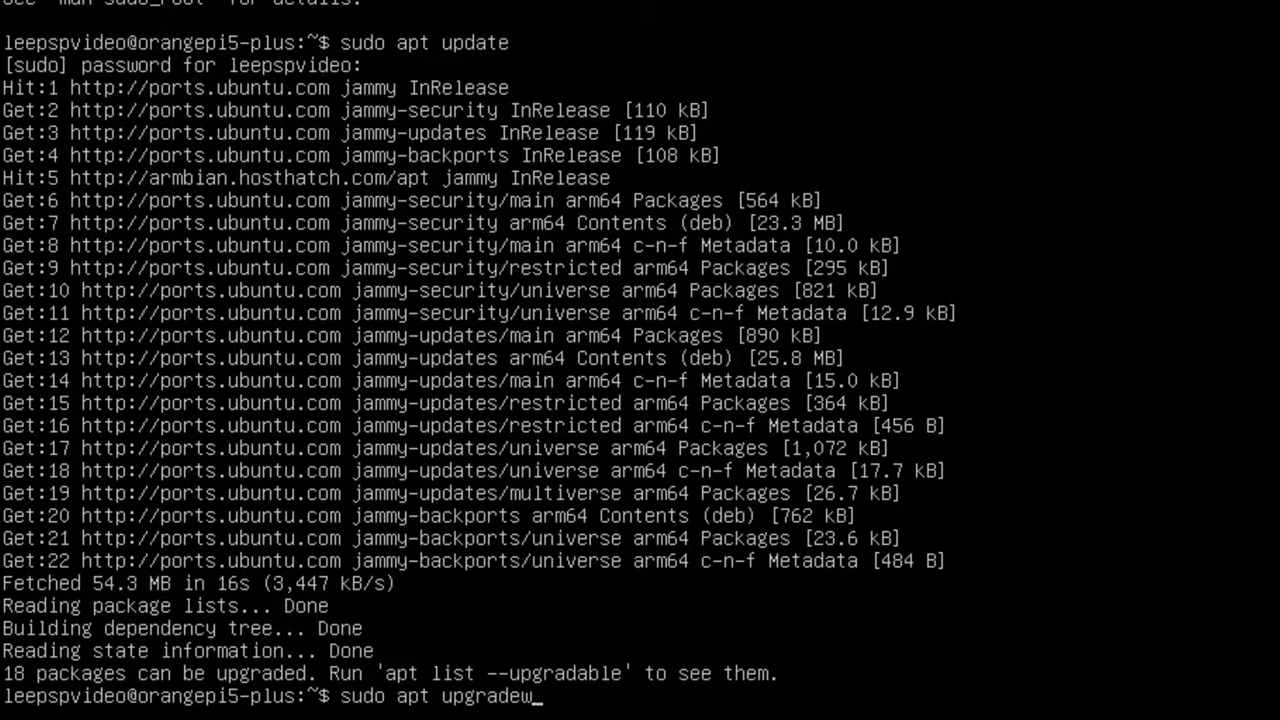 See "man sudo_root" for details.
leepspvideo@orangepi5-plus:~$ sudo apt update
[sudo] password for leepspvideo:
Hit:1 http://ports.ubuntu.com jammy InRelease
Get:2 http://ports.ubuntu.com jammy-security InRelease [110 kB]
Get:3 http://ports.ubuntu.com jammy-updates InRelease [119 kB]
Get:4 http://ports.ubuntu.com jammy-backports InRelease [108 kB]
Hit:5 http://armbian.hosthatch.com/apt jammy InRelease
Get:6 http://ports.ubuntu.com jammy-security/main arm64 Packages [564 kB]
Get:7 http://ports.ubuntu.com jammy-security arm64 Contents (deb) [23.3 MB]
Get:8 http://ports.ubuntu.com jammy-security/main arm64 c-n-f Metadata [10.0 kB]
Get:9 http://ports.ubuntu.com jammy-security/restricted arm64 Packages [295 kB]
Get:10 http://ports.ubuntu.com jammy-security/universe arm64 Packages [821 kB]
Get:11 http://ports.ubuntu.com jammy-security/universe arm64 c-n-f Metadata [12.9 kB]
Get:12 http://ports.ubuntu.com jammy-updates/main arm64 Packages [890 kB]
Get:13 http://ports.ubuntu.com jammy-updates arm64 Contents (deb) [25.8 MB]
Get:14 http://ports.ubuntu.com jammy-updates/main arm64 c-n-f Metadata [15.0 kB]
Get:15 http://ports.ubuntu.com jammy-updates/restricted arm64 Packages [364 kB]
Get:16 http://ports.ubuntu.com jammy-updates/restricted arm64 c-n-f Metadata [456 B]
Get:17 http://ports.ubuntu.com jammy-updates/universe arm64 Packages [1,072 kB]
Get:18 http://ports.ubuntu.com jammy-updates/universe arm64 c-n-f Metadata [17.7 kB]
Get:19 http://ports.ubuntu.com jammy-updates/multiverse arm64 Packages [26.7 kB]
Get:20 http://ports.ubuntu.com jammy-backports arm64 Contents (deb) [762 kB]
Get:21 http://ports.ubuntu.com jammy-backports/universe arm64 Packages [23.6 kB]
Get:22 http://ports.ubuntu.com jammy-backports/universe arm64 c-n-f Metadata [484 B]
Fetched 54.3 MB in 16s (3,447 kB/s)
Reading package lists... Done
Building dependency tree... Done
Reading state information... Done
18 packages can be upgraded. Run 'apt list --upgradable' to see them.
leepspvideo@orangepi5-plus:~$ sudo apt upgradew_